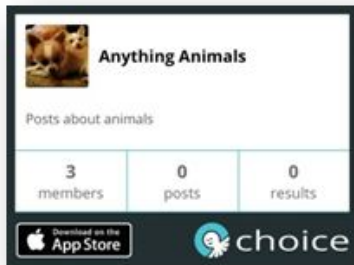 Anything Animals
Posts about animals
3 0 0
members posts results
Download on the
App Store
choice